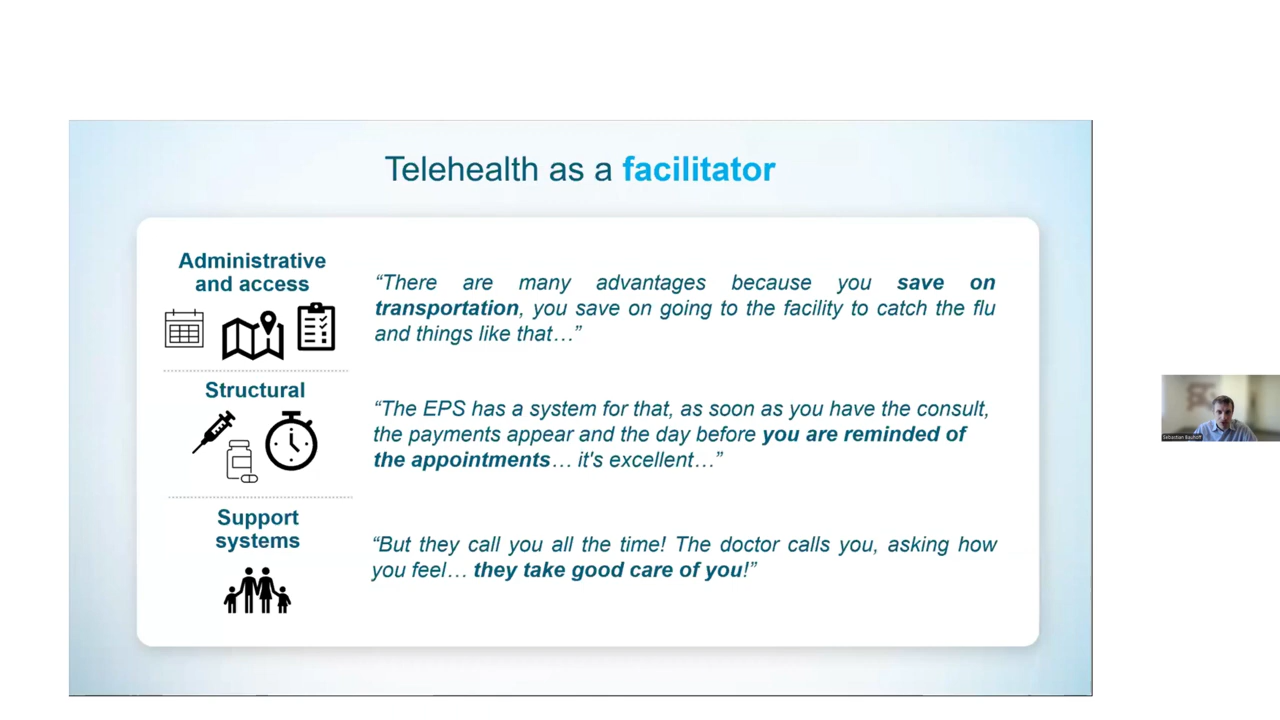 Telehealth as a facilitator
Administrative
and access
“There are many advantages because you save on
transportation, you save on going to the facility to catch the flu
and things like that…”
Structural
“The EPS has a system for that, as soon as you have the consult,
the payments appear and the day before you are reminded of
the appointments… it's excellent…”
Support
systems
“But they call you all the time! The doctor calls you, asking how
you feel… they take good care of you!”
Sebastian Bauhoff